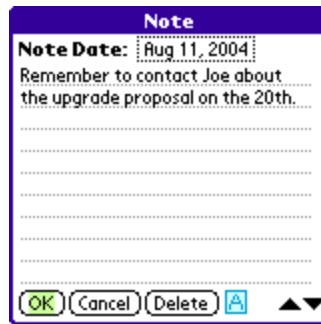 Note
Note Date: Aug 11, 2004
Remember to contact Joe about
the upgrade proposal on the 20th.
OK Cancel Delete A